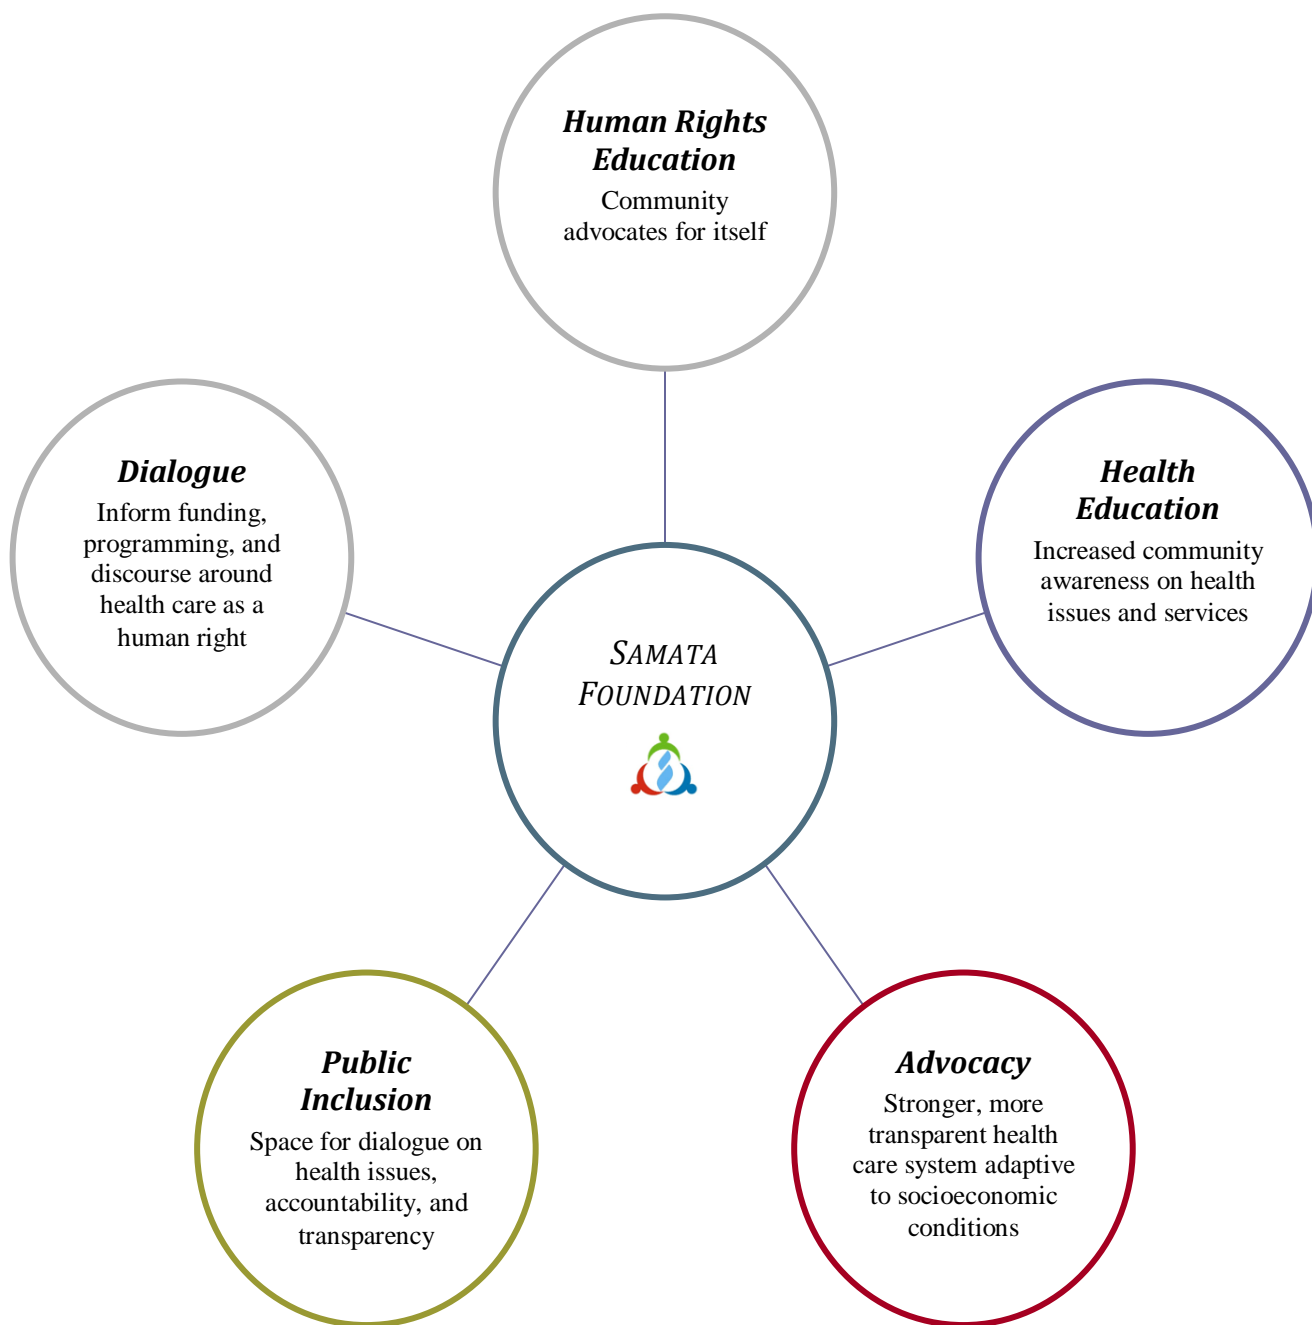 Human Rights
Education
Community
advocates for itself
Dialogue
Inform funding,
programming, and
discourse around
health care as a
human right
Health
Education
Increased community
awareness on health
issues and services
SAMATA
FOUNDATION
Public
Inclusion
Space for dialogue on
health issues,
accountability, and
transparency
Advocacy
Stronger, more
transparent health
care system adaptive
to socioeconomic
conditions